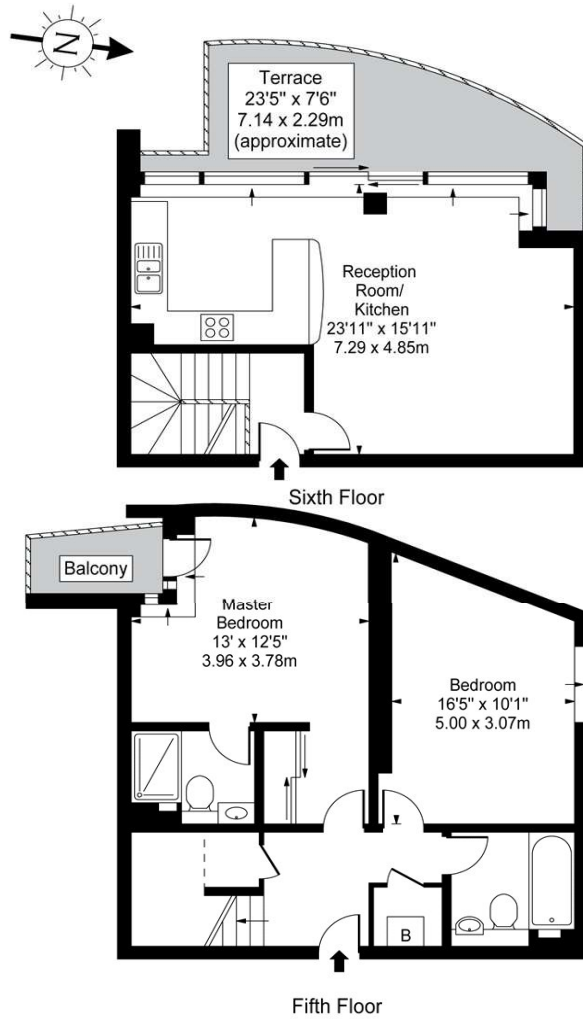 N
Terrace
23'5" x 7'6"
7.14 x 2.29m
(approximate)
Reception
Room/
Kitchen
23'11" x 15'11"
7.29 x 4.85m
Sixth Floor
Balcony
Master
Bedroom
13' x 12'5"
3.96 x 3.78m
Bedroom
16'5" x 10'1"
5.00 x 3.07m
B
Fifth Floor